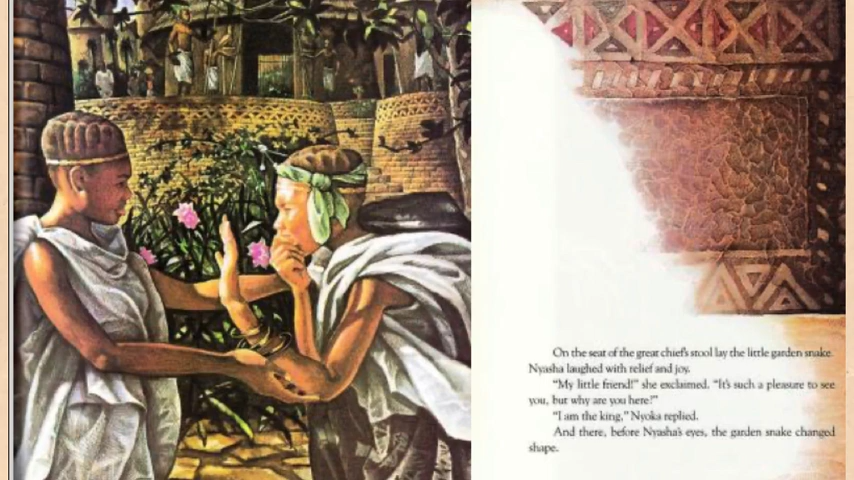 On the seat of the great chief's stool lay the little garden snake.
Nyasha laughed with relief and joy.
"My little friend!" she exclaimed. "It's such a pleasure to see
you, but why are you here?"
"I am the king," Nyoka replied.
And there, before Nyasha's eyes, the garden snake changed
shape.